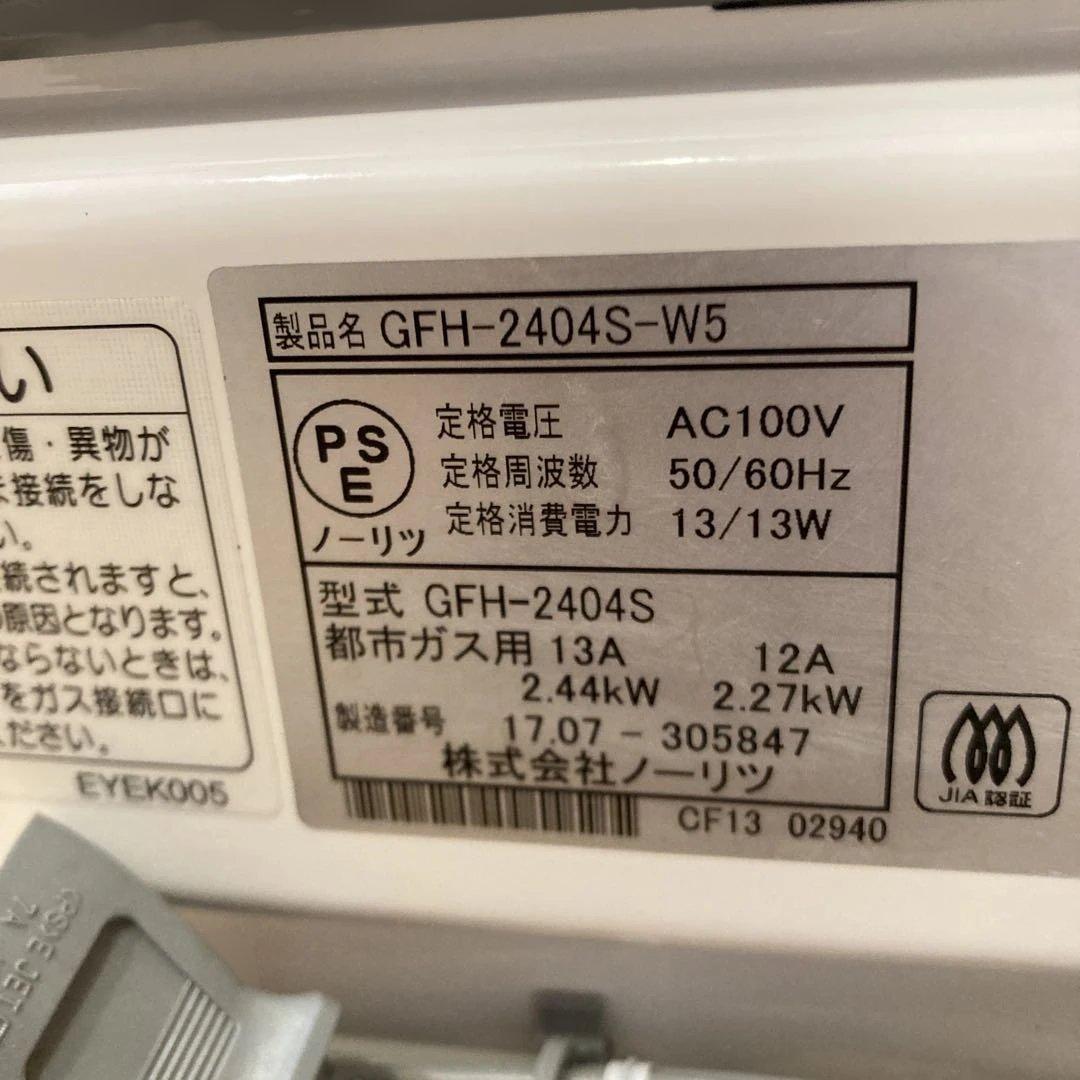 製品名 GFH-2404S-W5
PSE
ノーリツ
定格電圧 AC100V
定格周波数 50/60Hz
定格消費電力 13/13W
型式 GFH-2404S
都市ガス用 13A 12A
2.44kW 2.27kW
製造番号 17.07 - 305847
株式会社ノーリツ
CF13 02940
JIA 認証
い
傷・異物が
接続をしな
い。
続されますと、
原因となります。
ならないときは、
をガス接続口に
ください。
EYEK005
7A